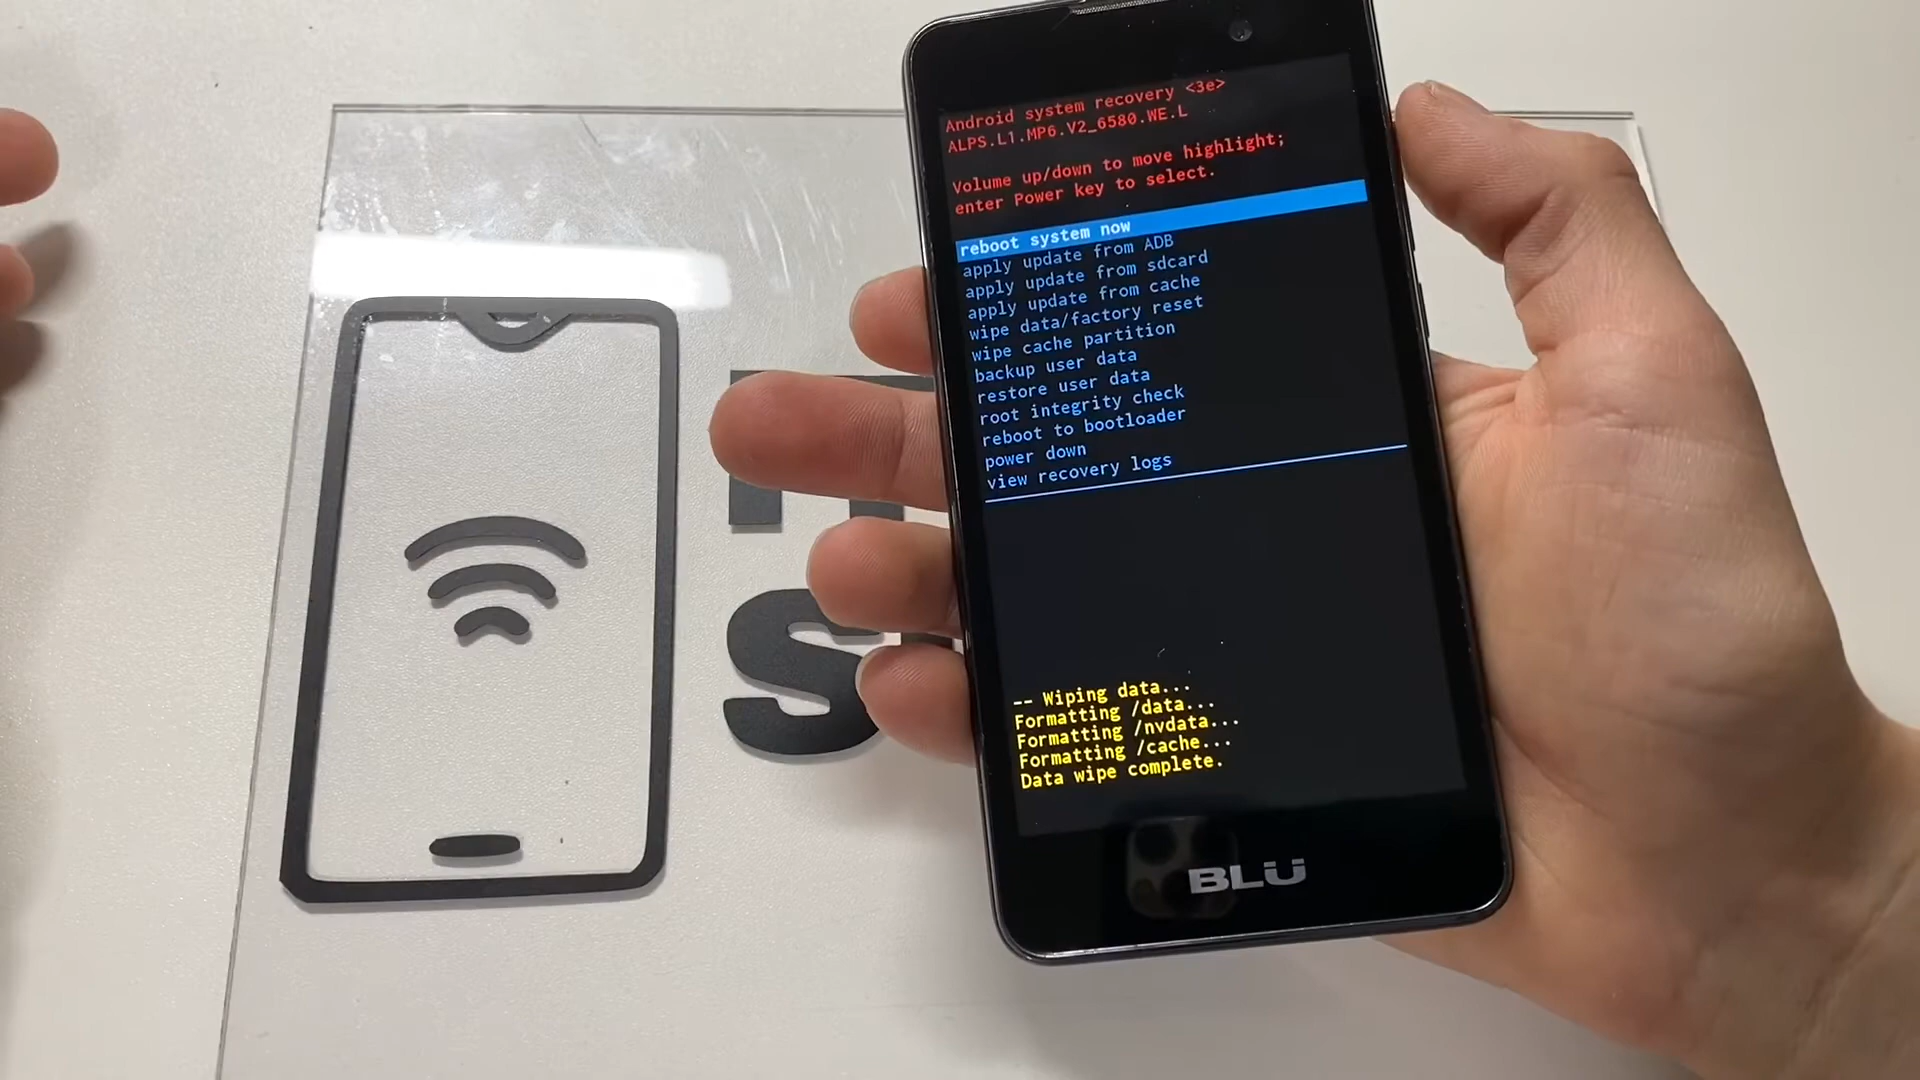 Android system recovery <3e>
ALPS.L1.MP6.V2_6580.WE.L
Volume up/down to move highlight;
enter Power key to select.
reboot system now
apply update from ADB
apply update from sdcard
apply update from cache
wipe data/factory reset
wipe cache partition
backup user data
restore user data
root integrity check
reboot to bootloader
power down
view recovery logs
-- Wiping data...
Formatting /data...
Formatting /nvdata...
Formatting /cache...
Data wipe complete.
BLU
S